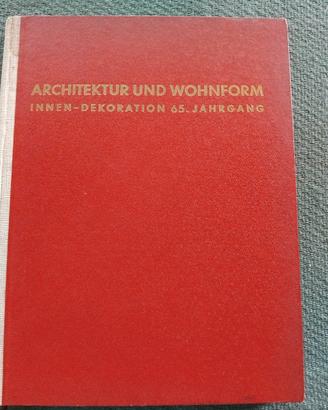 ARCHITEKTUR UND WOHNFORM
INNEN-DEKORATION 65. JAHRGANG